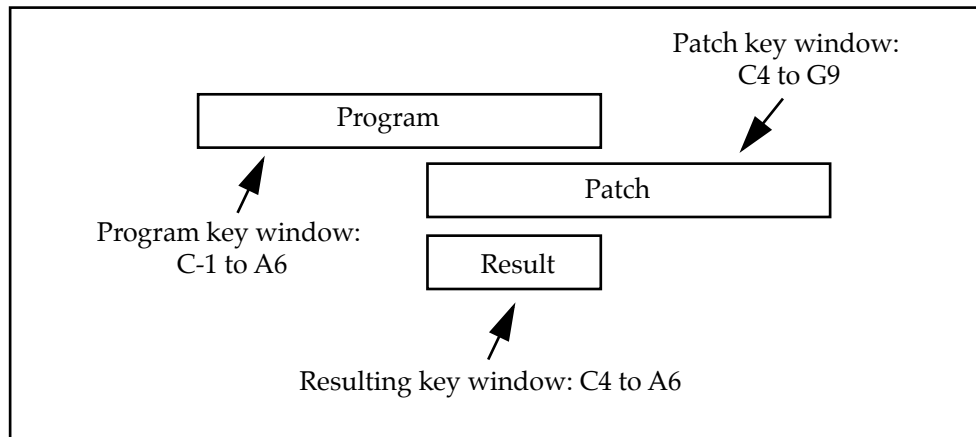 Patch key window:
C4 to G9
Program
Patch
Program key window:
C-1 to A6
Result
Resulting key window: C4 to A6